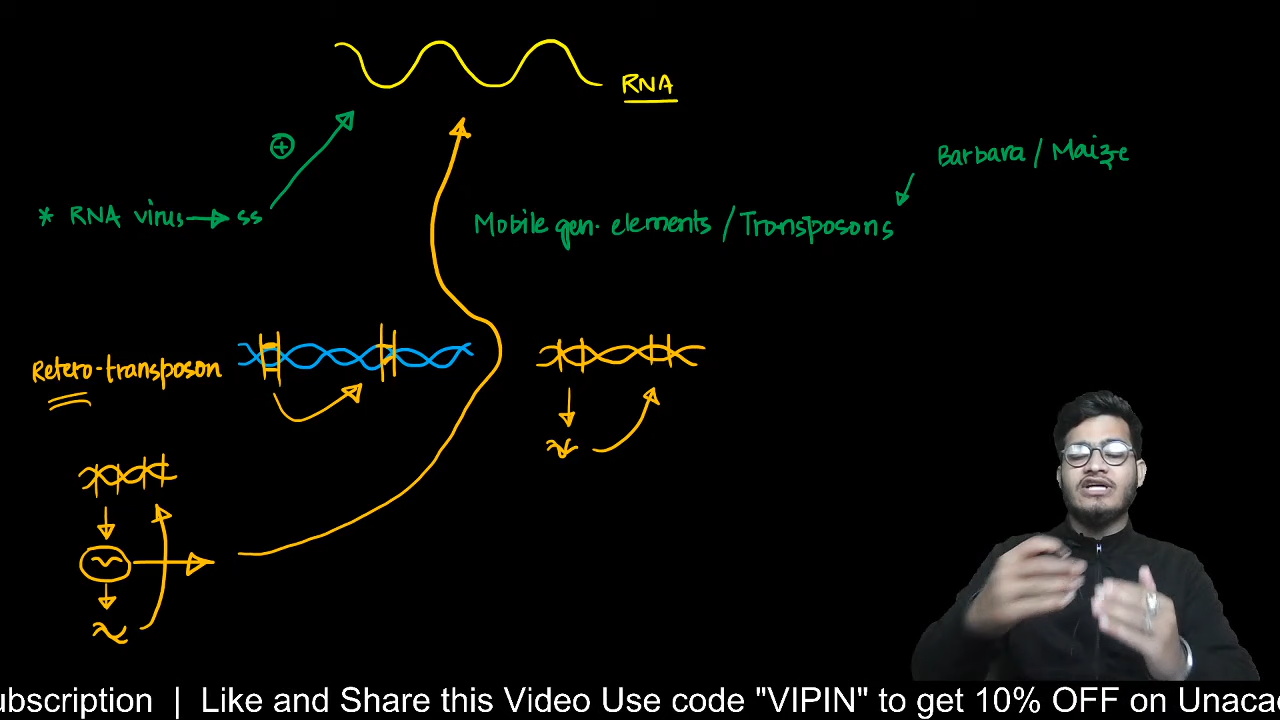 RNA
⊕
Barbara / Maize
* RNA virus → ss
Mobile gen. elements / Transposons
Retero-transposon
ubscription | Like and Share this Video Use code "VIPIN" to get 10% OFF on Unaca